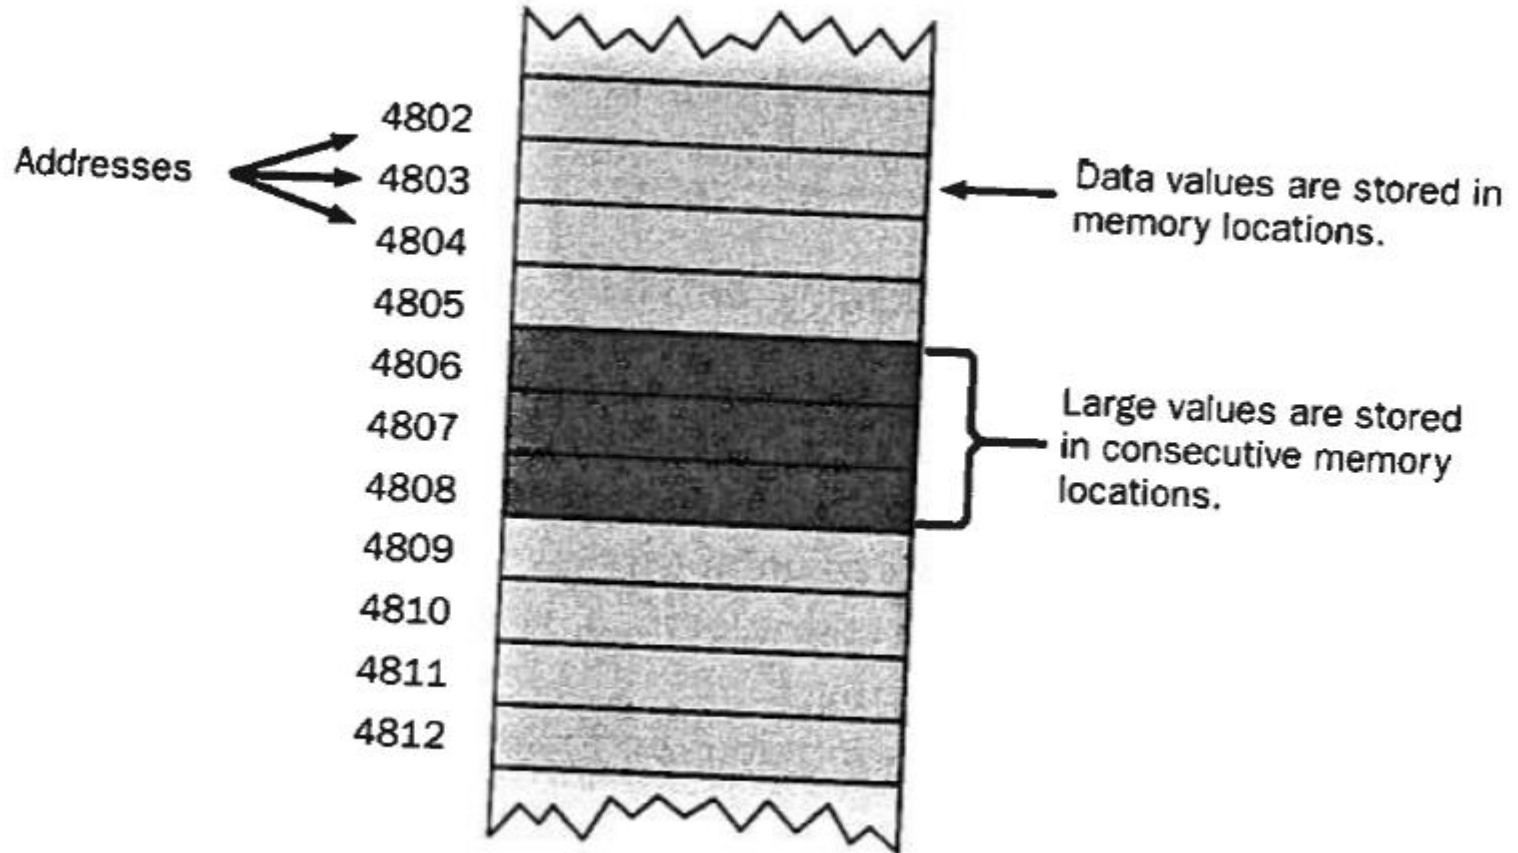 4802
Addresses
4803
4804
4805
4806
4807
4808
4809
4810
4811
4812
Data values are stored in
memory locations.
Large values are stored
in consecutive memory
locations.